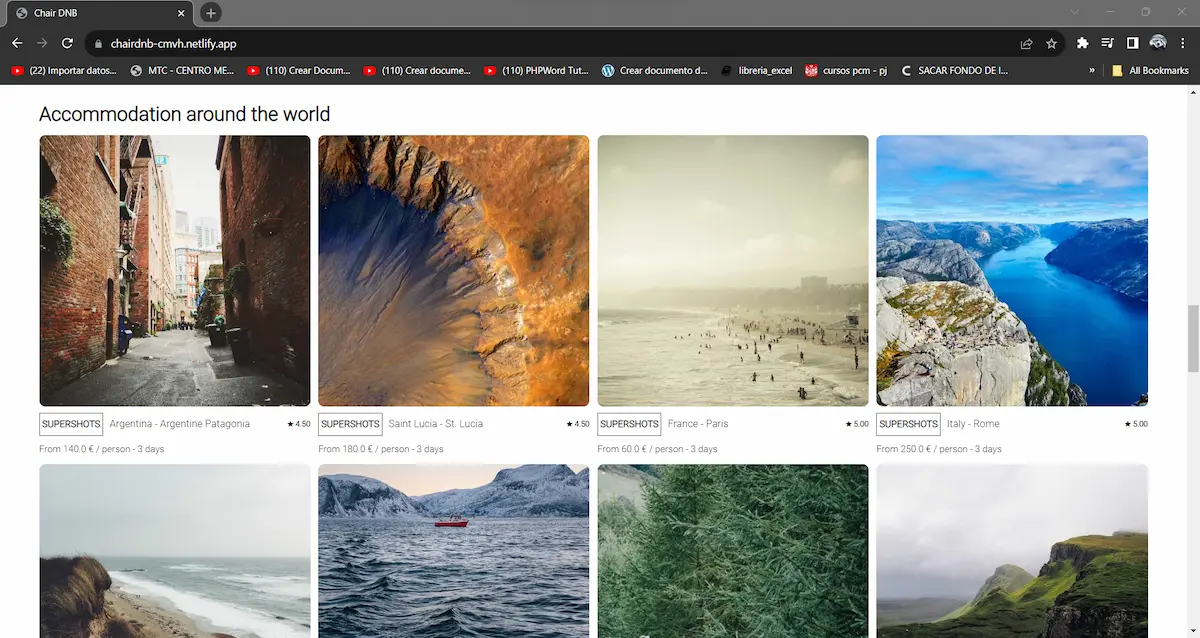 Chair DNB
chairdnb-cmvh.netlify.app
(22) Importar datos... MTC - CENTRO ME... (110) Crear Docum... (110) Crear docume... (110) PHPWord Tut... Crear documento d... libreria_excel cursos pcm - pj SACAR FONDO DE I... » All Bookmarks
Accommodation around the world
SUPERSHOTS Argentina - Argentine Patagonia ★ 4.50 SUPERSHOTS Saint Lucia - St. Lucia ★ 4.50 SUPERSHOTS France - Paris ★ 5.00 SUPERSHOTS Italy - Rome ★ 5.00
From 140.0 € / person - 3 days From 180.0 € / person - 3 days From 60.0 € / person - 3 days From 250.0 € / person - 3 days